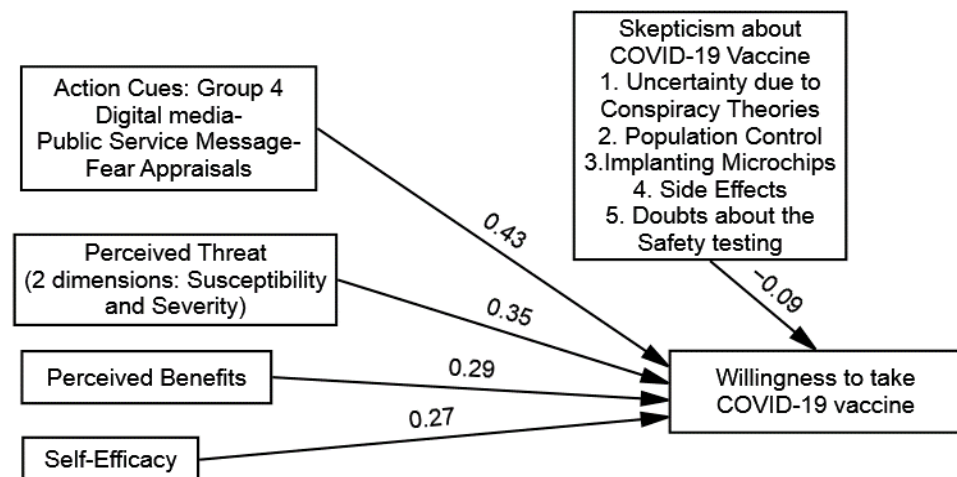 Action Cues: Group 4
Digital media-
Public Service Message-
Fear Appraisals
Skepticism about
COVID-19 Vaccine
1. Uncertainty due to
Conspiracy Theories
2. Population Control
3.Implanting Microchips
4. Side Effects
5. Doubts about the
Safety testing
0.43
−0.09
Perceived Threat
(2 dimensions: Susceptibility
and Severity)
0.35
Perceived Benefits
0.29
Willingness to take
COVID-19 vaccine
0.27
Self-Efficacy